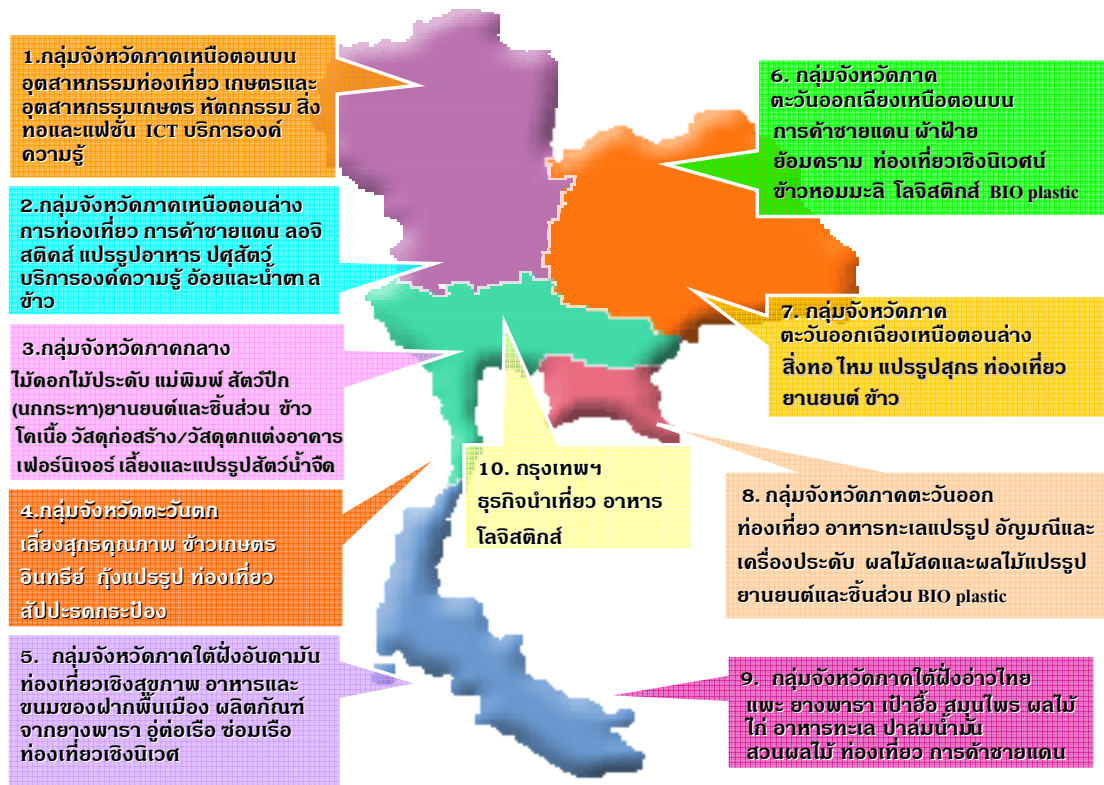 1.กลุ่มจังหวัดภาคเหนือตอนบน
อุตสาหกรรมท่องเที่ยว เกษตรและ
อุตสาหกรรมเกษตร หัตถกรรม สิ่ง
ทอและแฟชั่น ICT บริการองค์
ความรู้
2.กลุ่มจังหวัดภาคเหนือตอนล่าง
การท่องเที่ยว การค้าชายแดน ลอจิ
สติคส์ แปรรูปอาหาร ปศุสัตว์
บริการองค์ความรู้ อ้อยและน้ำตาล
ข้าว
3.กลุ่มจังหวัดภาคกลาง
ไม้ดอกไม้ประดับ แม่พิมพ์ สัตว์ปีก
(นกกระทา)ยานยนต์และชิ้นส่วน ข้าว
โคเนื้อ วัสดุก่อสร้าง/วัสดุตกแต่งอาคาร
เฟอร์นิเจอร์ เลี้ยงและแปรรูปสัตว์น้ำจืด
4.กลุ่มจังหวัดตะวันตก
เลี้ยงสุกรคุณภาพ ข้าวเกษตร
อินทรีย์ กุ้งแปรรูป ท่องเที่ยว
สัปปะรดกระป๋อง
5. กลุ่มจังหวัดภาคใต้ฝั่งอันดามัน
ท่องเที่ยวเชิงสุขภาพ อาหารและ
ขนมของฝากพื้นเมือง ผลิตภัณฑ์
จากยางพารา อู่ต่อเรือ ซ่อมเรือ
ท่องเที่ยวเชิงนิเวศ
6. กลุ่มจังหวัดภาค
ตะวันออกเฉียงเหนือตอนบน
การค้าชายแดน ผ้าฝ้าย
ย้อมคราม ท่องเที่ยวเชิงนิเวศน์
ข้าวหอมมะลิ โลจิสติกส์ BIO plastic
7. กลุ่มจังหวัดภาค
ตะวันออกเฉียงเหนือตอนล่าง
สิ่งทอ ไหม แปรรูปสุกร ท่องเที่ยว
ยานยนต์ ข้าว
8. กลุ่มจังหวัดภาคตะวันออก
ท่องเที่ยว อาหารทะเลแปรรูป อัญมณีและ
เครื่องประดับ ผลไม้สดและผลไม้แปรรูป
ยานยนต์และชิ้นส่วน BIO plastic
9. กลุ่มจังหวัดภาคใต้ฝั่งอ่าวไทย
แพะ ยางพารา เป๋าฮื้อ สมุนไพร ผลไม้
ไก่ อาหารทะเล ปาล์มน้ำมัน
สวนผลไม้ ท่องเที่ยว การค้าชายแดน
10. กรุงเทพฯ
ธุรกิจนำเที่ยว อาหาร
โลจิสติกส์